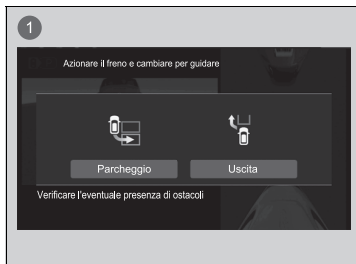 1
Azionare il freno e cambiare per guidare
Parcheggio
Uscita
Verificare l'eventuale presenza di ostacoli